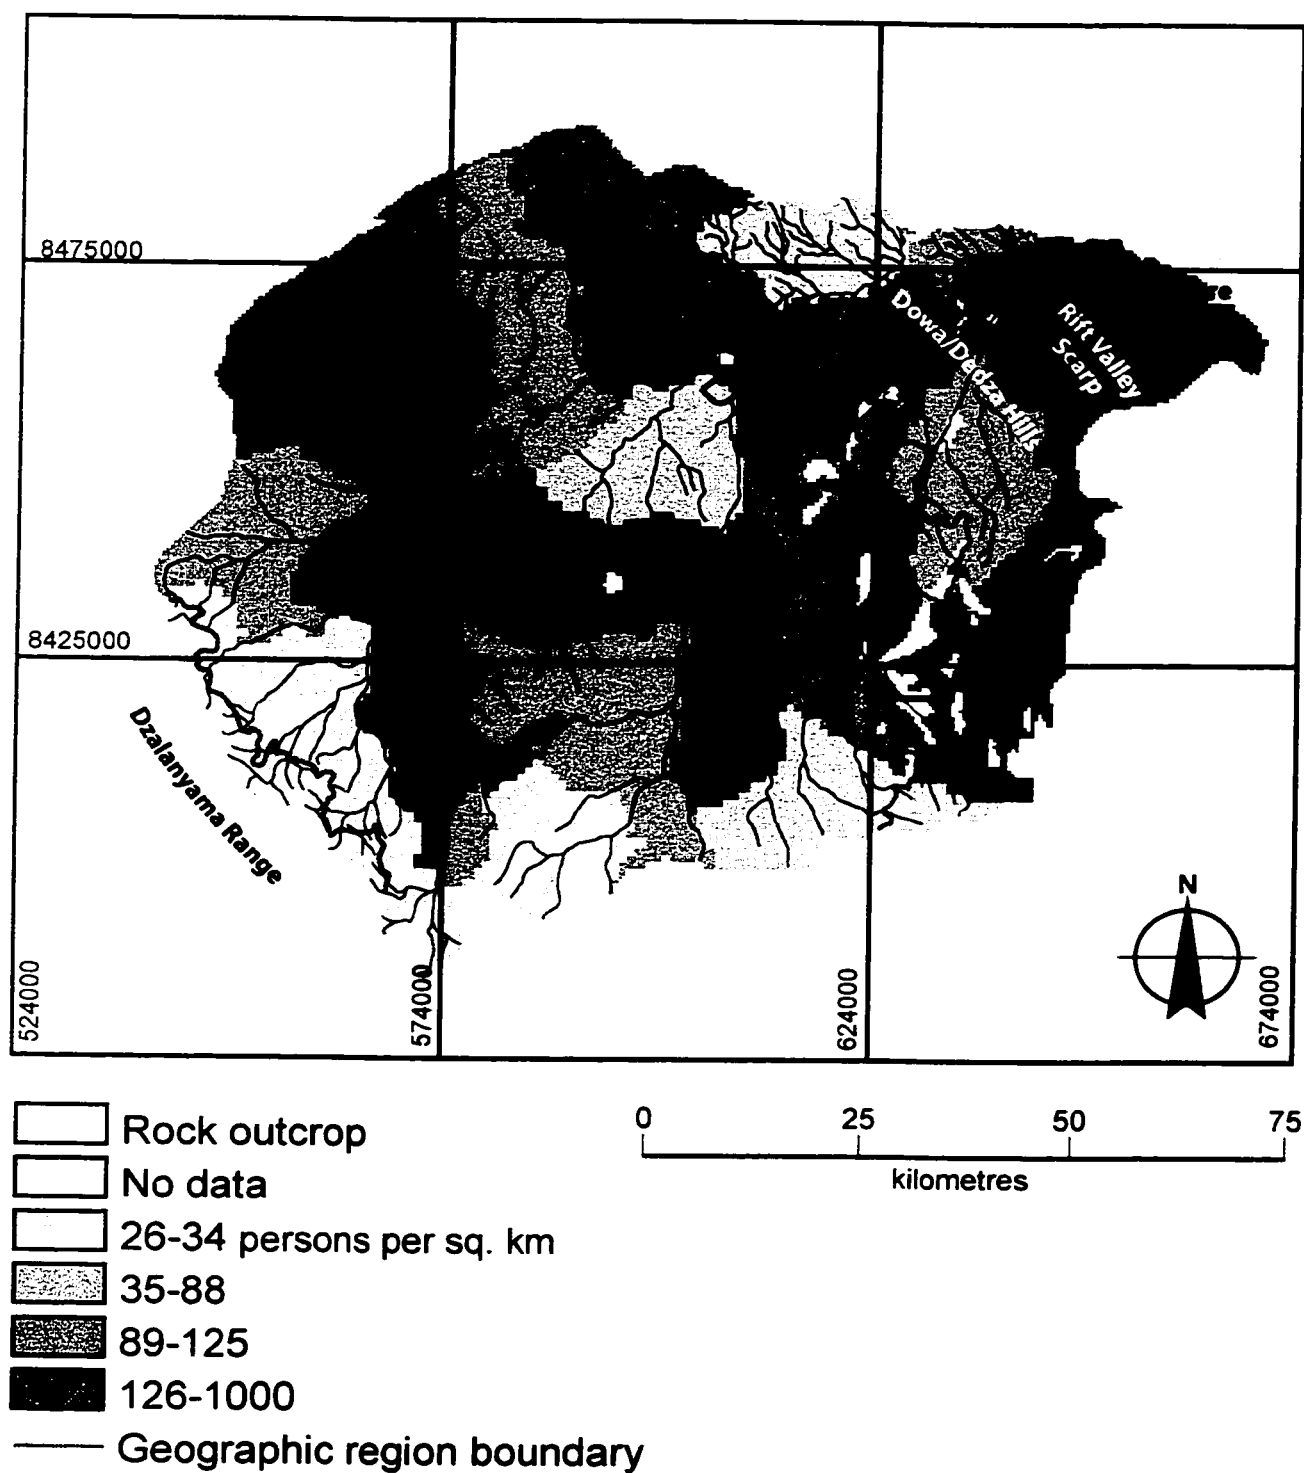 8475000
re
Dowa/Dedza Hills
Rift Valley
Scarp
8425000
Dzalanyama Range
N
524000
574000
624000
674000
Rock outcrop
No data
26-34 persons per sq. km
35-88
89-125
126-1000
Geographic region boundary
0 25 50 75
kilometres